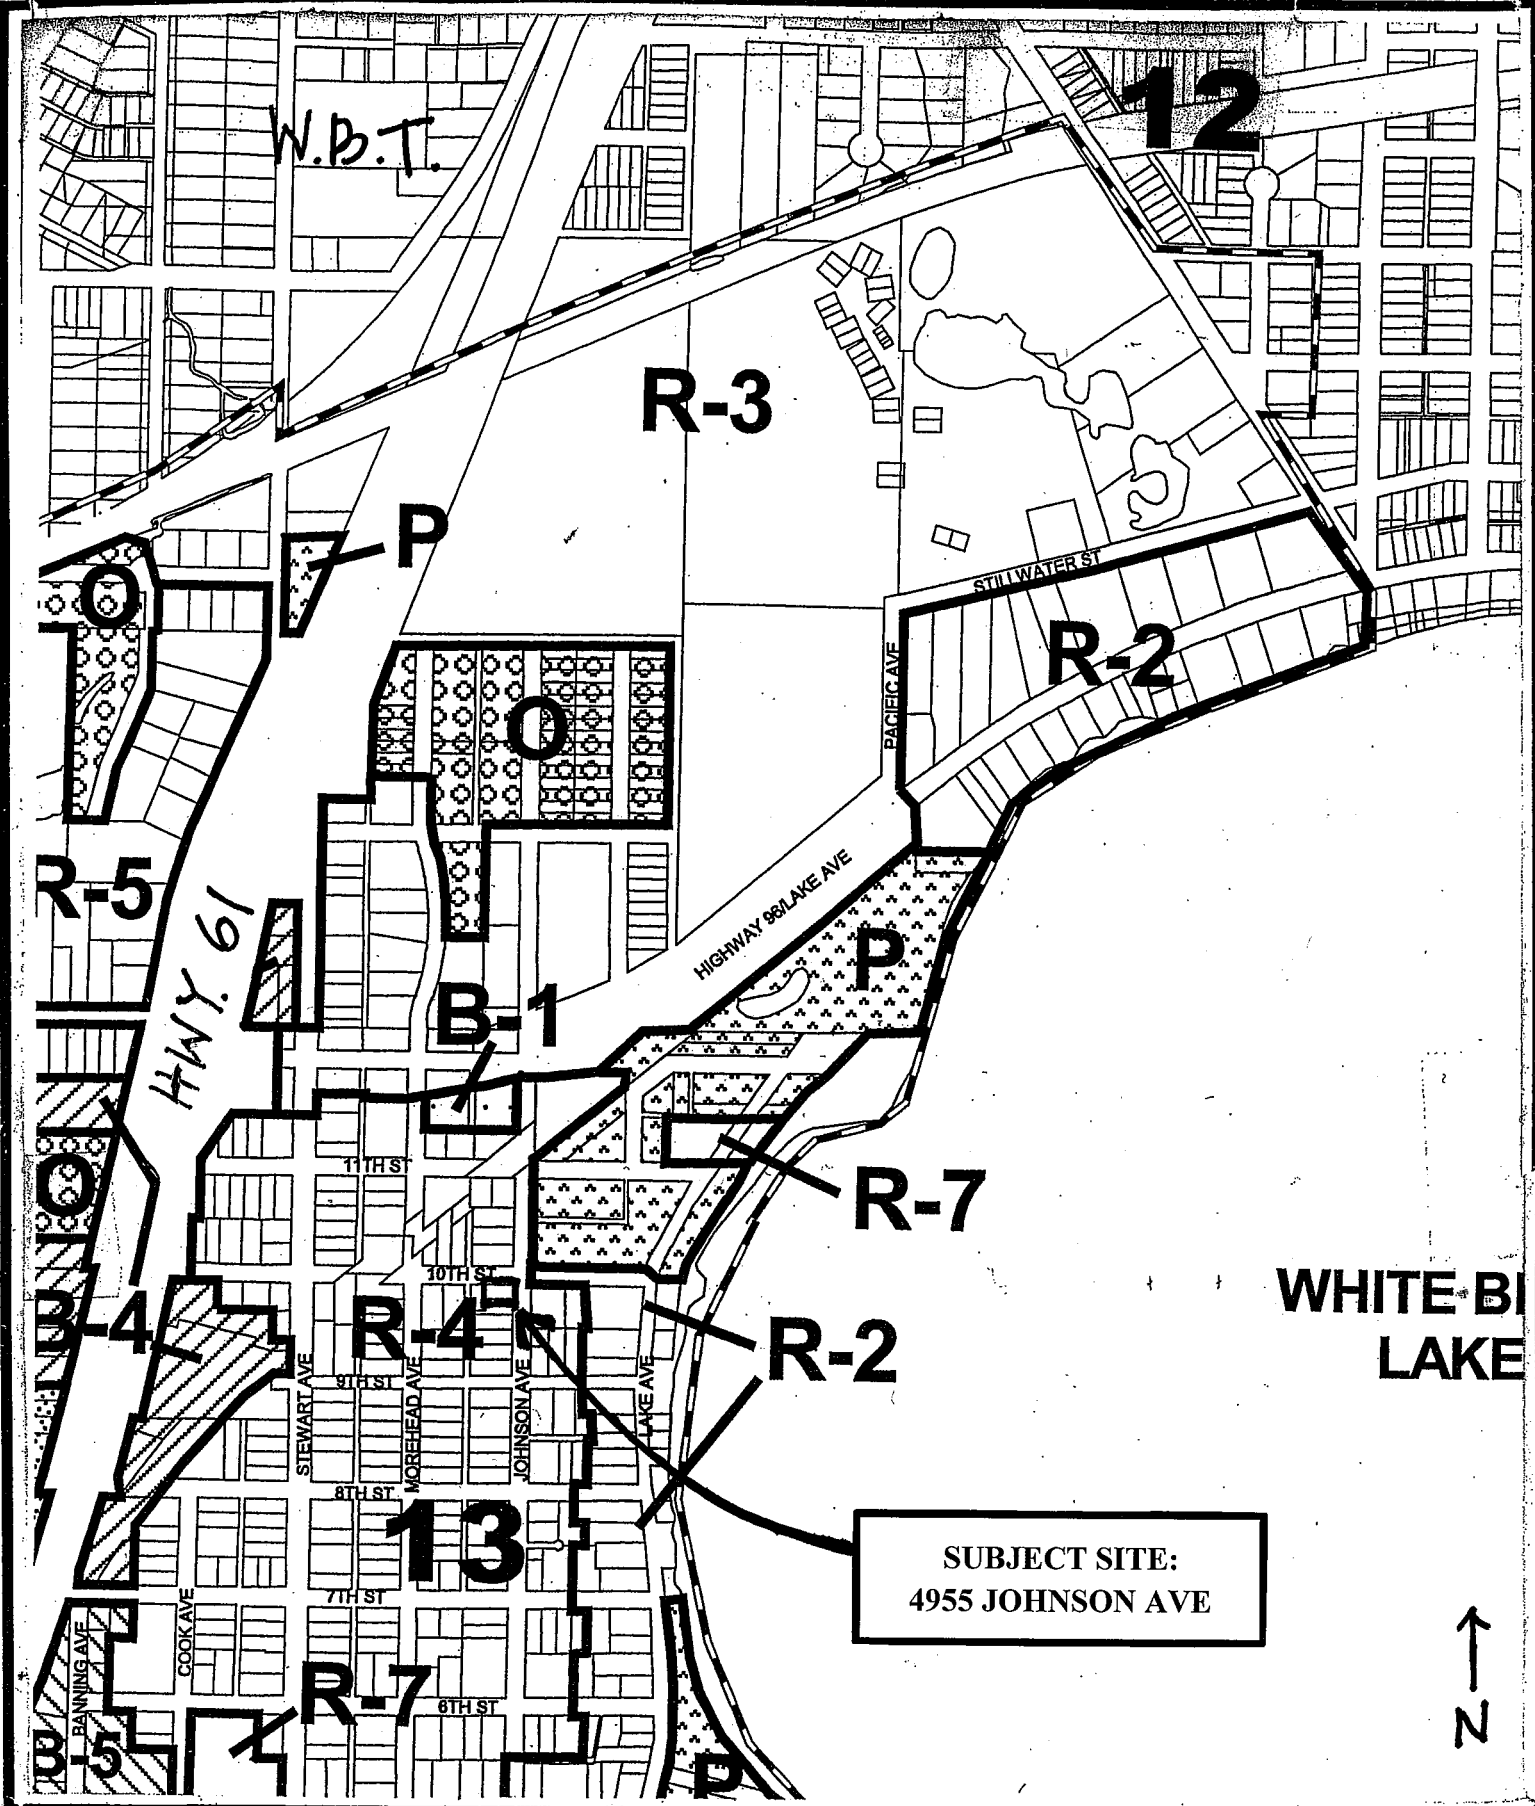 12
W.B.T.
R-3
P
O
STILLWATER ST
R-2
PACIFIC AVE
O
R-5
HWY. 61
HIGHWAY 96/LAKE AVE
P
B-1
11TH ST
O
R-7
10TH ST
WHITE B
LAKE
B-4
R-4
R-2
9TH ST
STEWART AVE
MOREHEAD AVE
JOHNSON AVE
LAKE AVE
8TH ST
13
SUBJECT SITE:
4955 JOHNSON AVE
7TH ST
COOK AVE
BANNING AVE
R-7
6TH ST
B-5
P
N